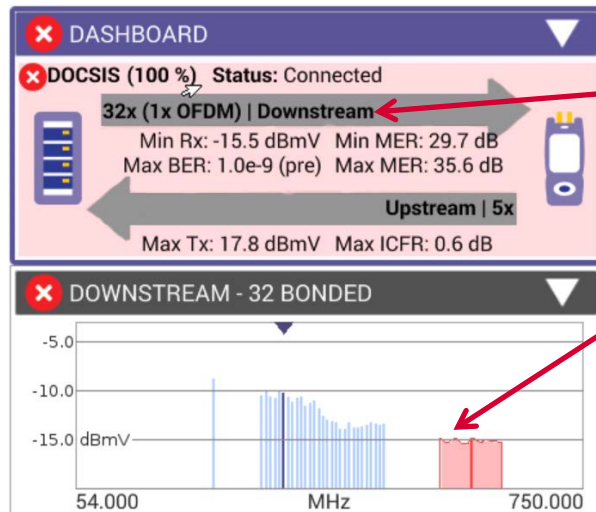 DASHBOARD
DOCSIS (100 %) Status: Connected
32x (1x OFDM) | Downstream
Min Rx: -15.5 dBmV Min MER: 29.7 dB
Max BER: 1.0e-9 (pre) Max MER: 35.6 dB
Upstream | 5x
Max Tx: 17.8 dBmV Max ICFR: 0.6 dB
DOWNSTREAM - 32 BONDED
-5.0
-10.0
-15.0 dBmV
54.000 MHz 750.000